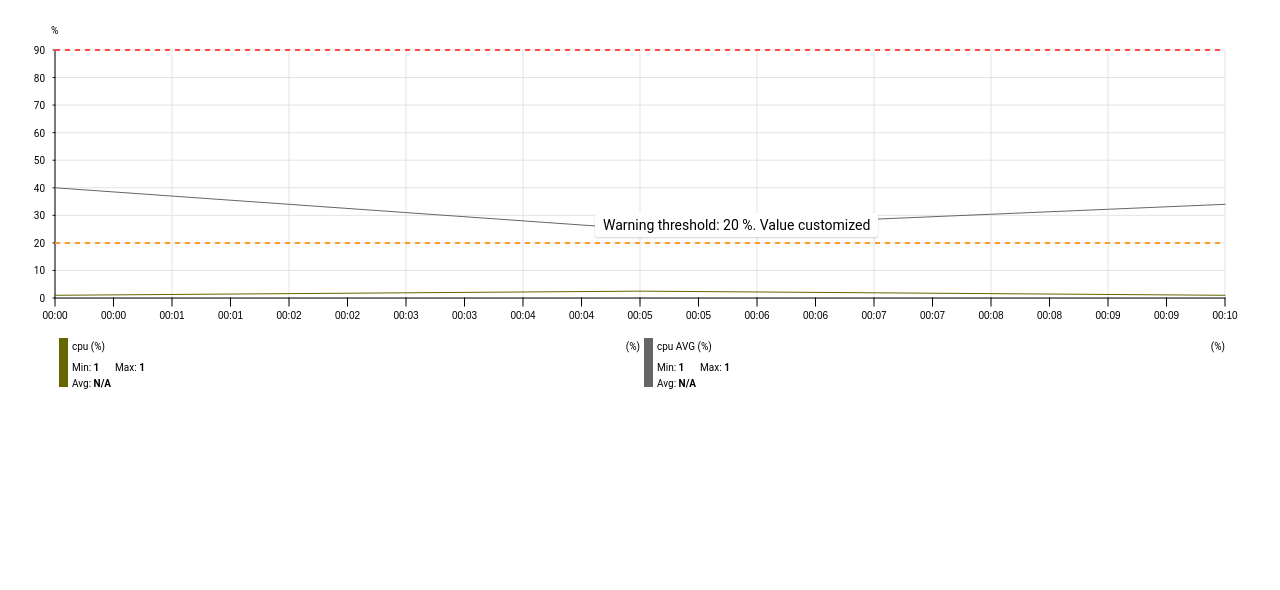 %
90
80
70
60
50
40
30
20
10
0
Warning threshold: 20 %. Value customized
00:00 00:00 00:01 00:01 00:02 00:02 00:03 00:03 00:04 00:04 00:05 00:05 00:06 00:06 00:07 00:07 00:08 00:08 00:09 00:09 00:10
cpu (%) (%) cpu AVG (%) (%)
Min: 1 Max: 1 Min: 1 Max: 1
Avg: N/A Avg: N/A